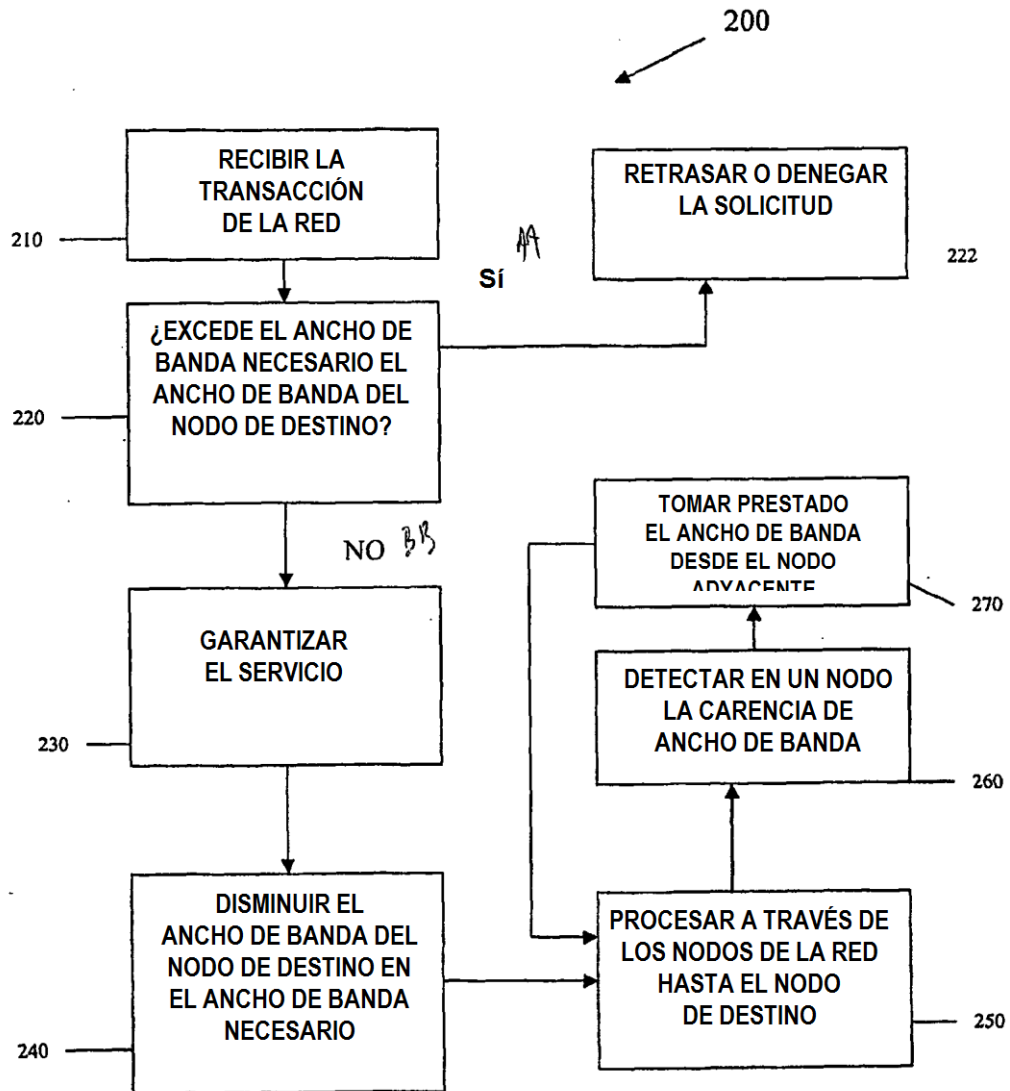 200
RECIBIR LA
TRANSACCIÓN
DE LA RED
210
RETRASAR O DENEGAR
LA SOLICITUD
222
AA
Sí
¿EXCEDE EL ANCHO DE
BANDA NECESARIO EL
ANCHO DE BANDA DEL
NODO DE DESTINO?
220
NO BB
GARANTIZAR
EL SERVICIO
230
TOMAR PRESTADO
EL ANCHO DE BANDA
DESDE EL NODO
ADYACENTE
270
DETECTAR EN UN NODO
LA CARENCIA DE
ANCHO DE BANDA
260
DISMINUIR EL
ANCHO DE BANDA DEL
NODO DE DESTINO EN
EL ANCHO DE BANDA
NECESARIO
240
PROCESAR A TRAVÉS DE
LOS NODOS DE LA RED
HASTA EL NODO
DE DESTINO
250